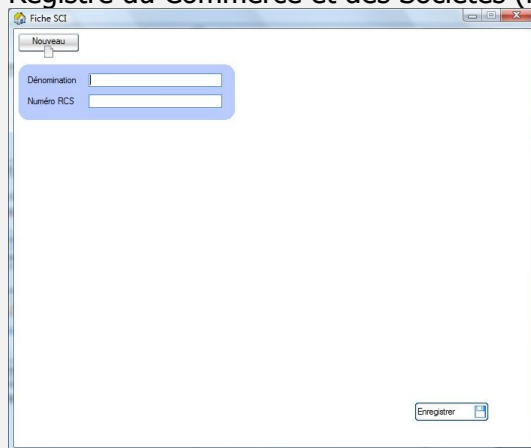 Registre du Commerce et des Sociétés (
Fiche SCI
Nouveau
Dénomination
Numéro RCS
Enregistrer